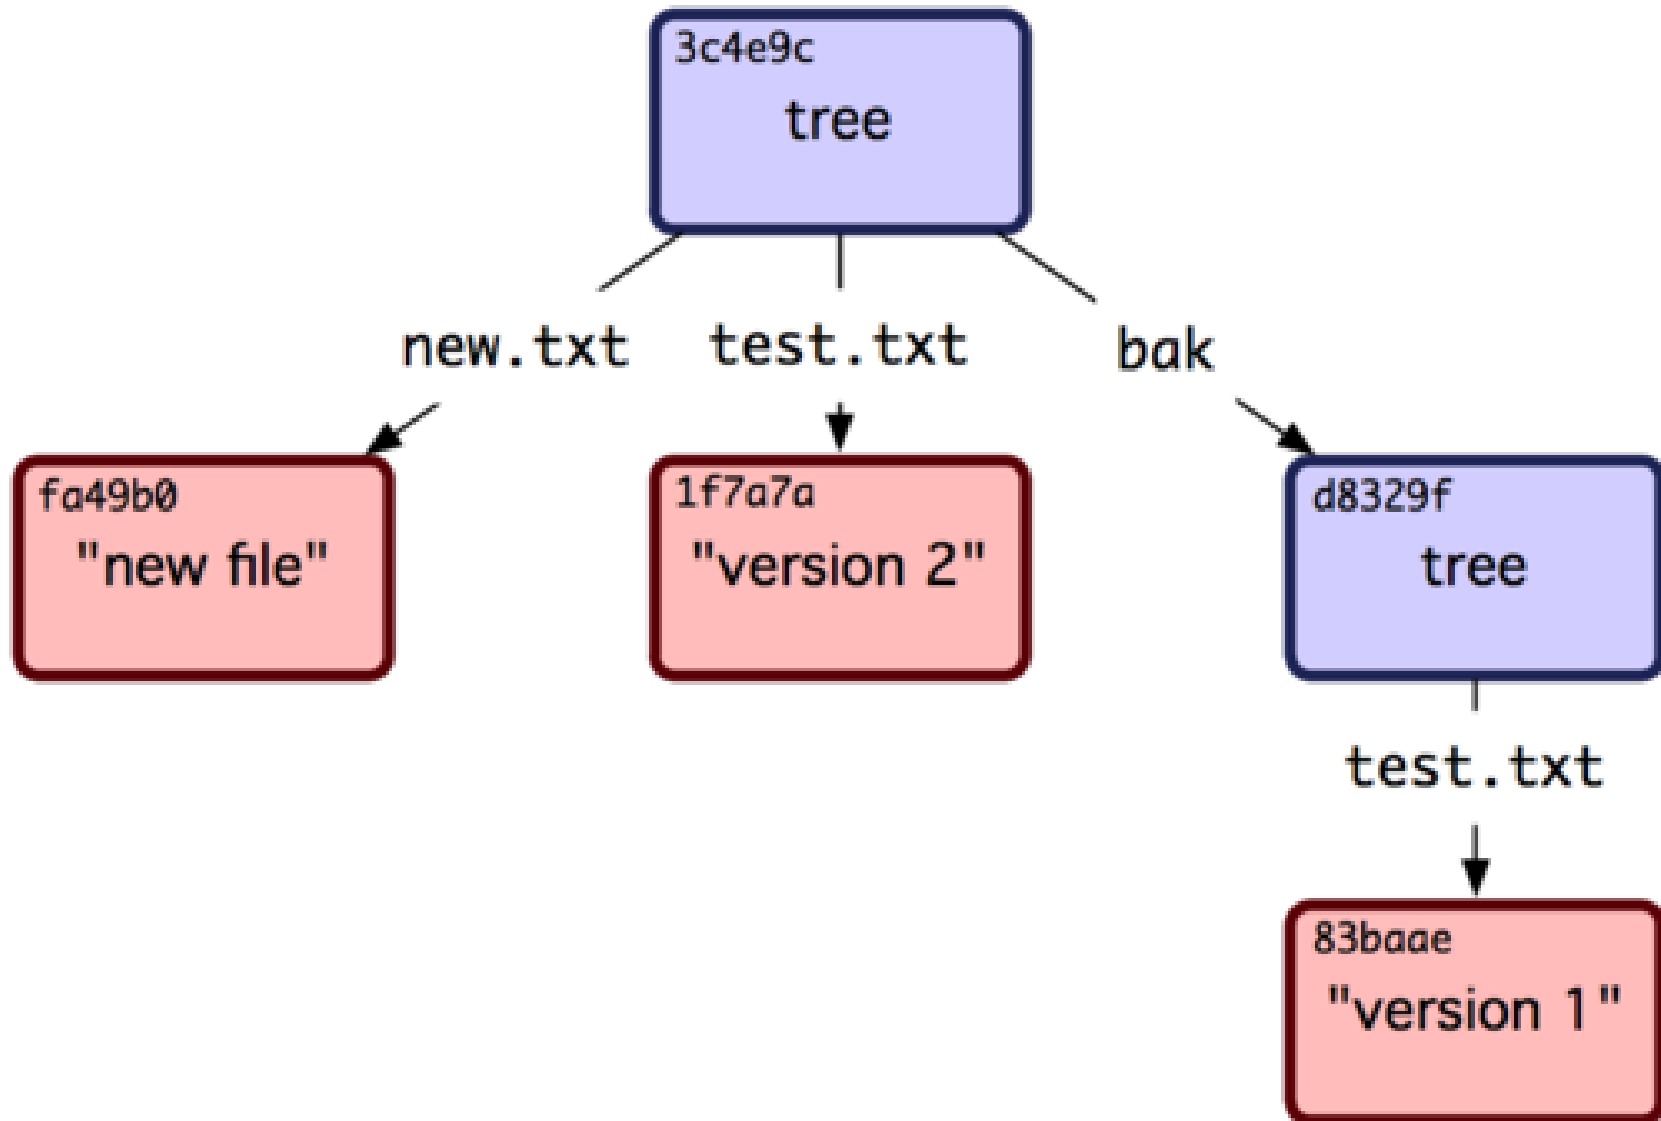 3c4e9c
tree
new.txt
test.txt
bak
fa49b0
"new file"
1f7a7a
"version 2"
d8329f
tree
test.txt
83baae
"version 1"